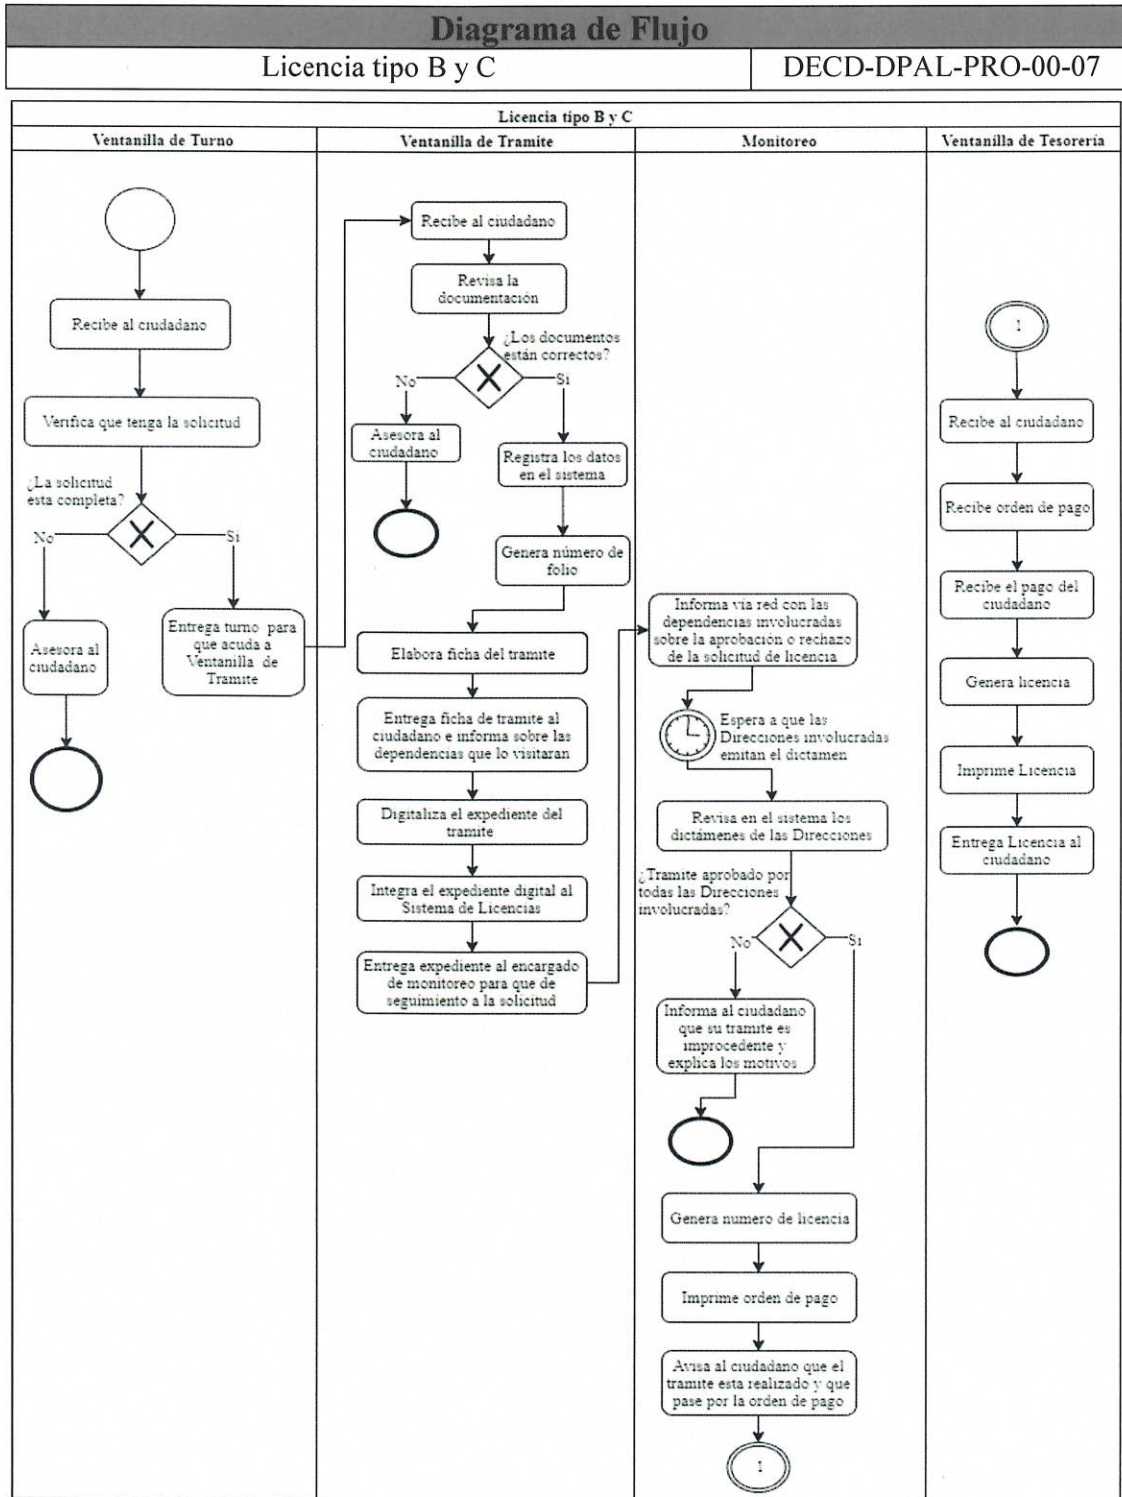 Diagrama de Flujo
Licencia tipo B y C
DECD-DPAL-PRO-00-07
Licencia tipo B y C
Ventanilla de Turno
Ventanilla de Tramite
Monitoreo
Ventanilla de Tesorería
Recibe al ciudadano
Verifica que tenga la solicitud
¿La solicitud
esta completa?
No
Si
Asesora al
ciudadano
Entrega turno para
que acuda a
Ventanilla de
Tramite
Recibe al ciudadano
Revisa la
documentación
¿Los documentos
están correctos?
No
Si
Asesora al
ciudadano
Registra los datos
en el sistema
Genera número de
folio
Elabora ficha del tramite
Entrega ficha de tramite al
ciudadano e informa sobre las
dependencias que lo visitaran
Digitaliza el expediente del
tramite
Integra el expediente digital al
Sistema de Licencias
Entrega expediente al encargado
de monitoreo para que de
seguimiento a la solicitud
Informa vía red con las
dependencias involucradas
sobre la aprobación o rechazo
de la solicitud de licencia
Espera a que las
Direcciones involucradas
emitan el dictamen
Revisa en el sistema los
dictámenes de las Direcciones
¿Tramite aprobado por
todas las Direcciones
involucradas?
No
Si
Informa al ciudadano
que su tramite es
improcedente y
explica los motivos
Genera numero de licencia
Imprime orden de pago
Avisa al ciudadano que el
tramite esta realizado y que
pase por la orden de pago
1
1
Recibe al ciudadano
Recibe orden de pago
Recibe el pago del
ciudadano
Genera licencia
Imprime Licencia
Entrega Licencia al
ciudadano